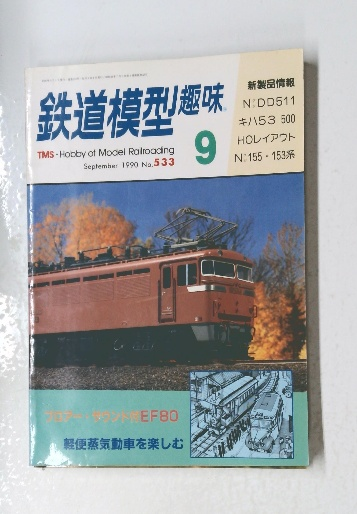 鉄道模型趣味
TMS・Hobby of Model Railroading
September 1990 No.533
9
新製品情報
N:DD511
キハ53 500
HOレイアウト
N:155・153系
EF80
軽便蒸気動車を楽しむ